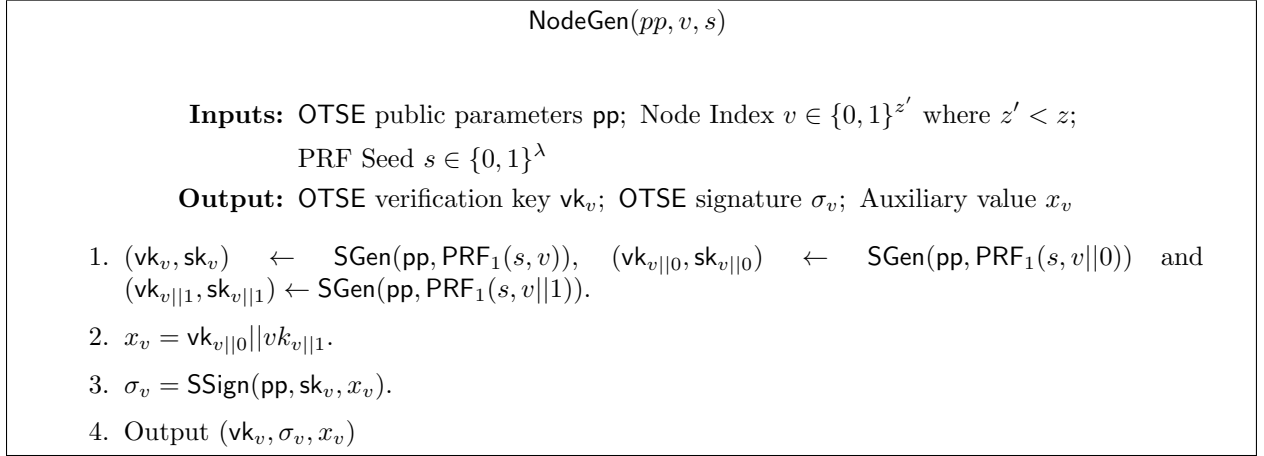 NodeGen(pp, v, s)
Inputs: OTSE public parameters pp; Node Index v ∈ {0, 1}^{z'} where z' < z;
PRF Seed s ∈ {0, 1}^λ
Output: OTSE verification key vk_v; OTSE signature σ_v; Auxiliary value x_v
1. (vk_v, sk_v) ← SGen(pp, PRF_1(s, v)), (vk_{v||0}, sk_{v||0}) ← SGen(pp, PRF_1(s, v||0)) and
(vk_{v||1}, sk_{v||1}) ← SGen(pp, PRF_1(s, v||1)).
2. x_v = vk_{v||0}||vk_{v||1}.
3. σ_v = SSign(pp, sk_v, x_v).
4. Output (vk_v, σ_v, x_v)